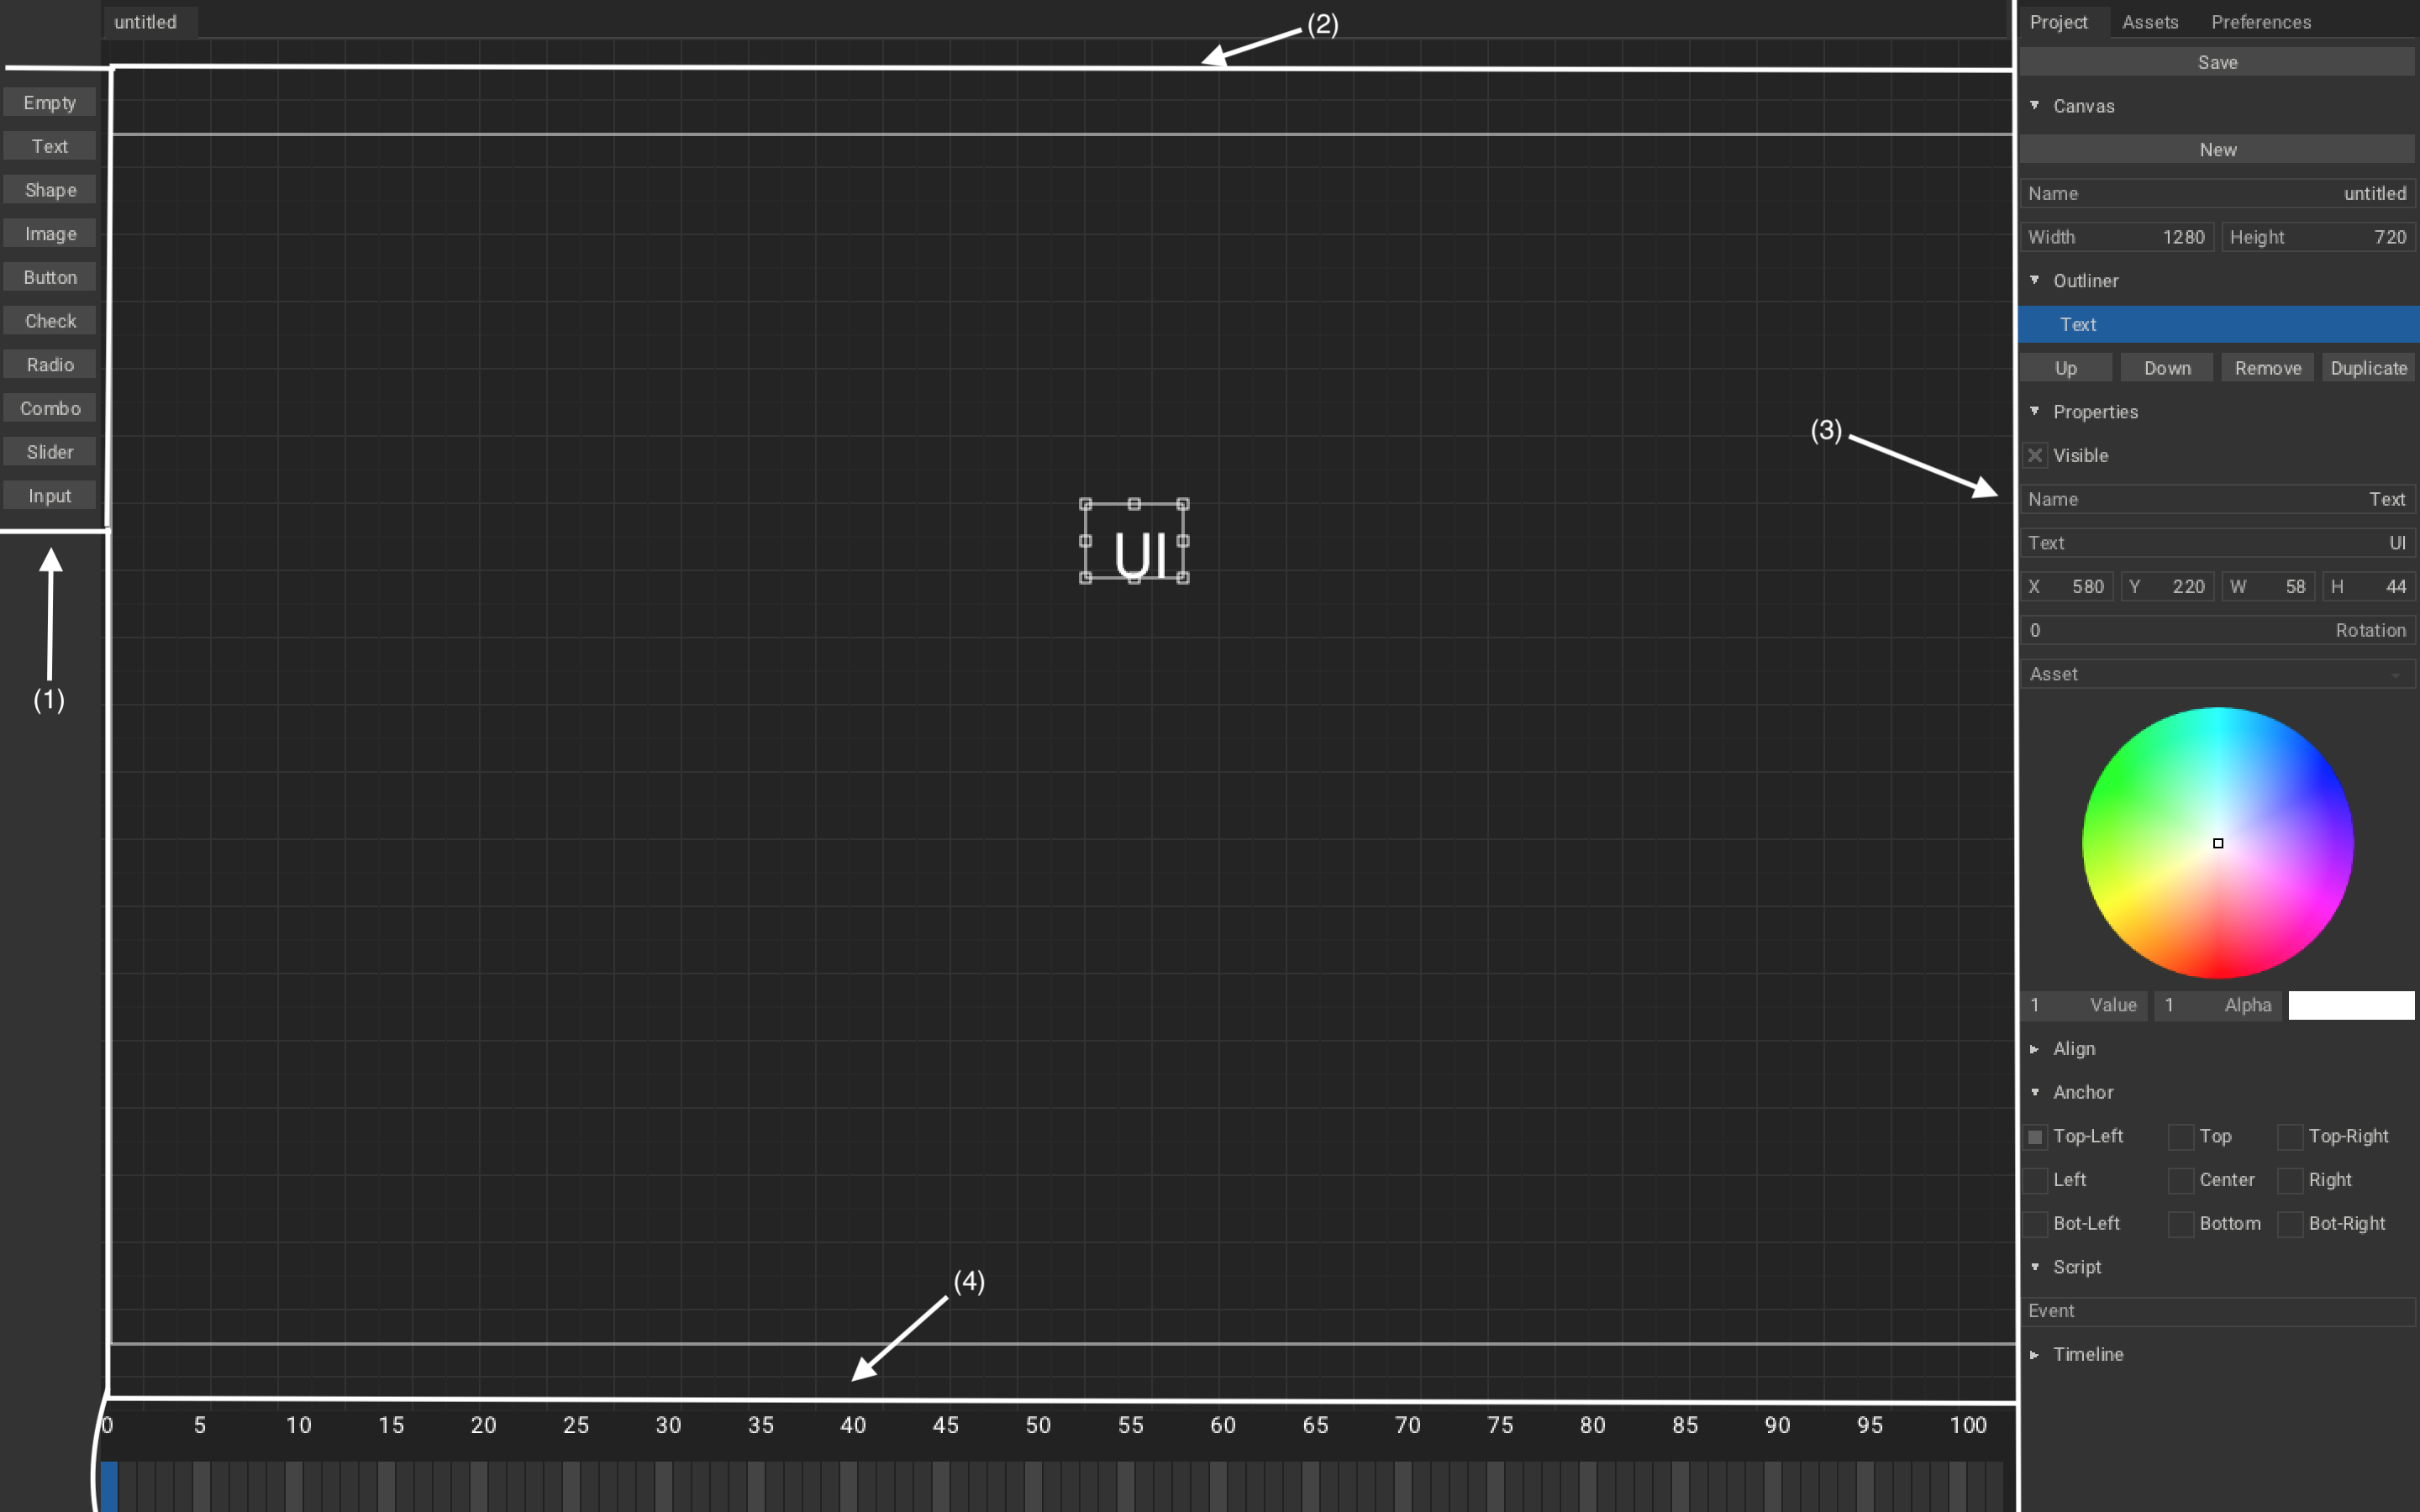 untitled
(2)
Project Assets Preferences
Save
Empty
Text
Shape
Image
Button
Check
Radio
Combo
Slider
Input
(1)
UI
(3)
(4)
0 5 10 15 20 25 30 35 40 45 50 55 60 65 70 75 80 85 90 95 100
Canvas
New
Name untitled
Width 1280 Height 720
Outliner
Text
Up Down Remove Duplicate
Properties
Visible
Name Text
Text UI
X 580 Y 220 W 58 H 44
0 Rotation
Asset
1 Value 1 Alpha
Align
Anchor
Top-Left Top Top-Right
Left Center Right
Bot-Left Bottom Bot-Right
Script
Event
Timeline